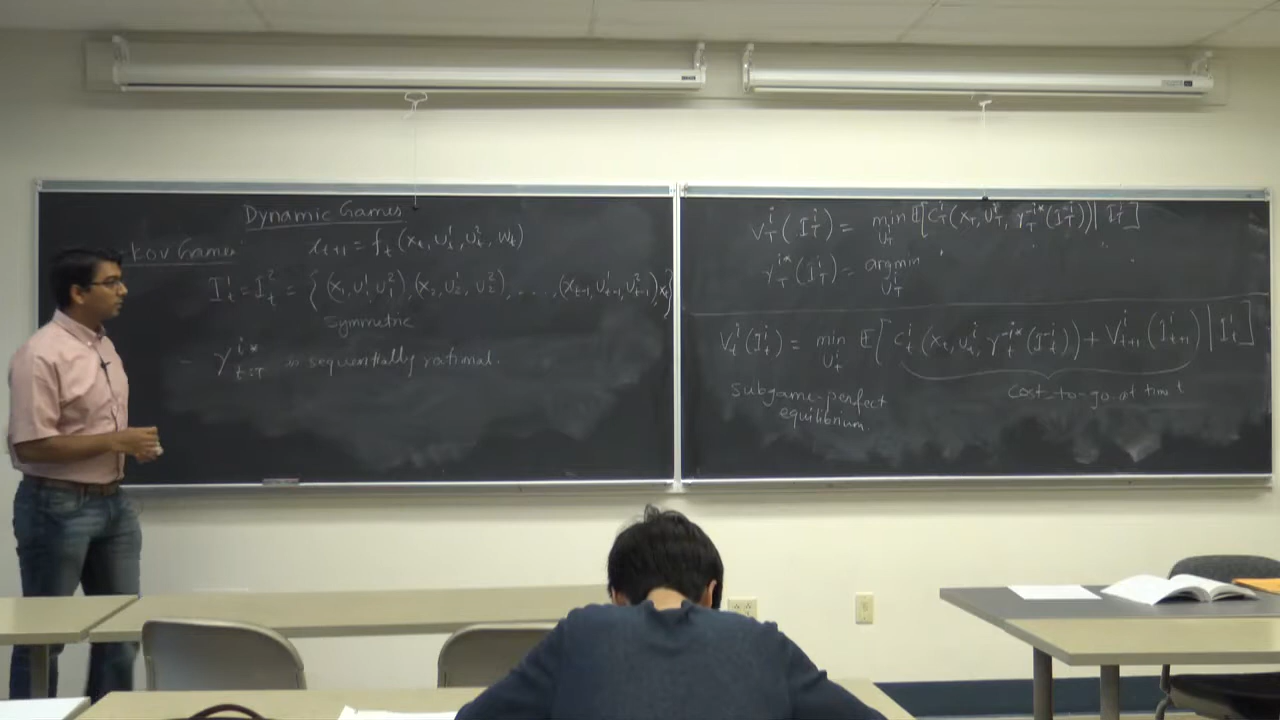 Dynamic Games
kov Games
x_{t+1} = f_t (x_t, U_t^1, U_t^2, W_t)
I_t^1 = I_t^2 = { (x_1, U_1^1, U_1^2), (x_2, U_2^1, U_2^2), ....., (x_{t-1}, U_{t-1}^1, U_{t-1}^2), x_t }
symmetric
- γ_{t:T}^{i*} is sequentially rational.
V_T^i (I_T^i) = min_{U_T^i} E[ C_T^i (x_T, U_T^i, γ_T^{-i*} (I_T^{-i})) | I_T^i ]
γ_T^{i*} (I_T^i) = argmin_{U_T^i}
V_t^i (I_t^i) = min_{U_t^i} E[ C_t^i (x_t, U_t^i, γ_t^{-i*} (I_t^{-i})) + V_{t+1}^i (I_{t+1}^i) | I_t^i ]
cost-to-go at time t
subgame-perfect
equilibrium